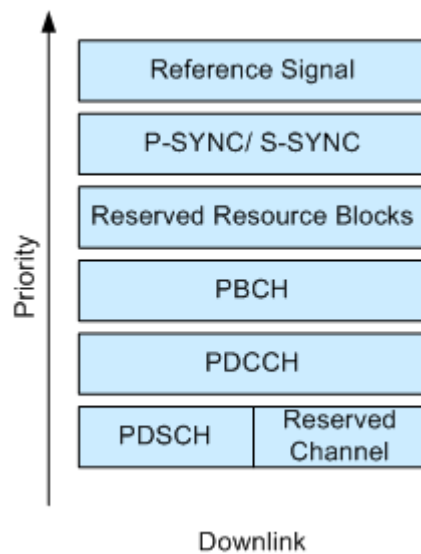 Reference Signal
P-SYNC/ S-SYNC
Reserved Resource Blocks
PBCH
PDCCH
PDSCH
Reserved
Channel
Priority
Downlink